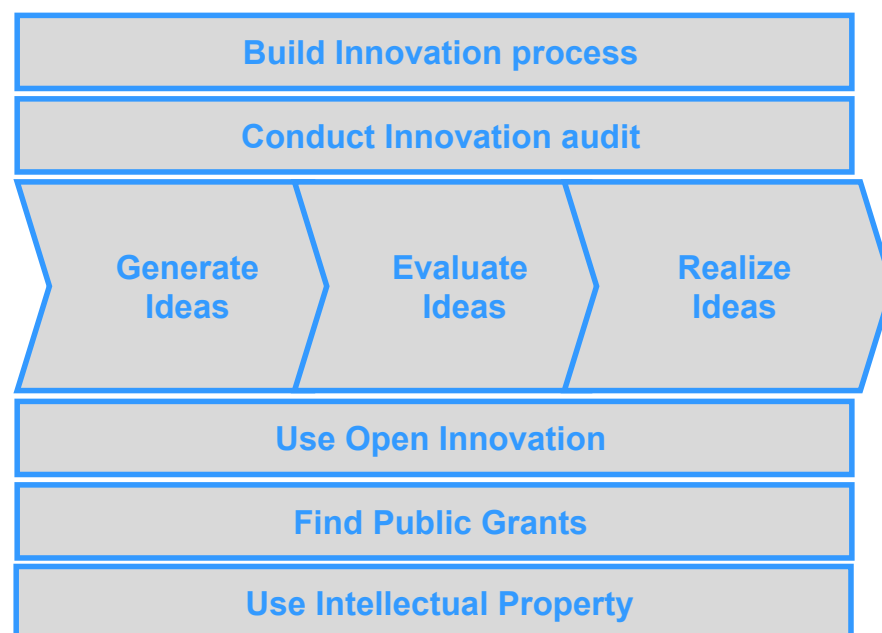 Build Innovation process
Conduct Innovation audit
Generate
Ideas
Evaluate
Ideas
Realize
Ideas
Use Open Innovation
Find Public Grants
Use Intellectual Property